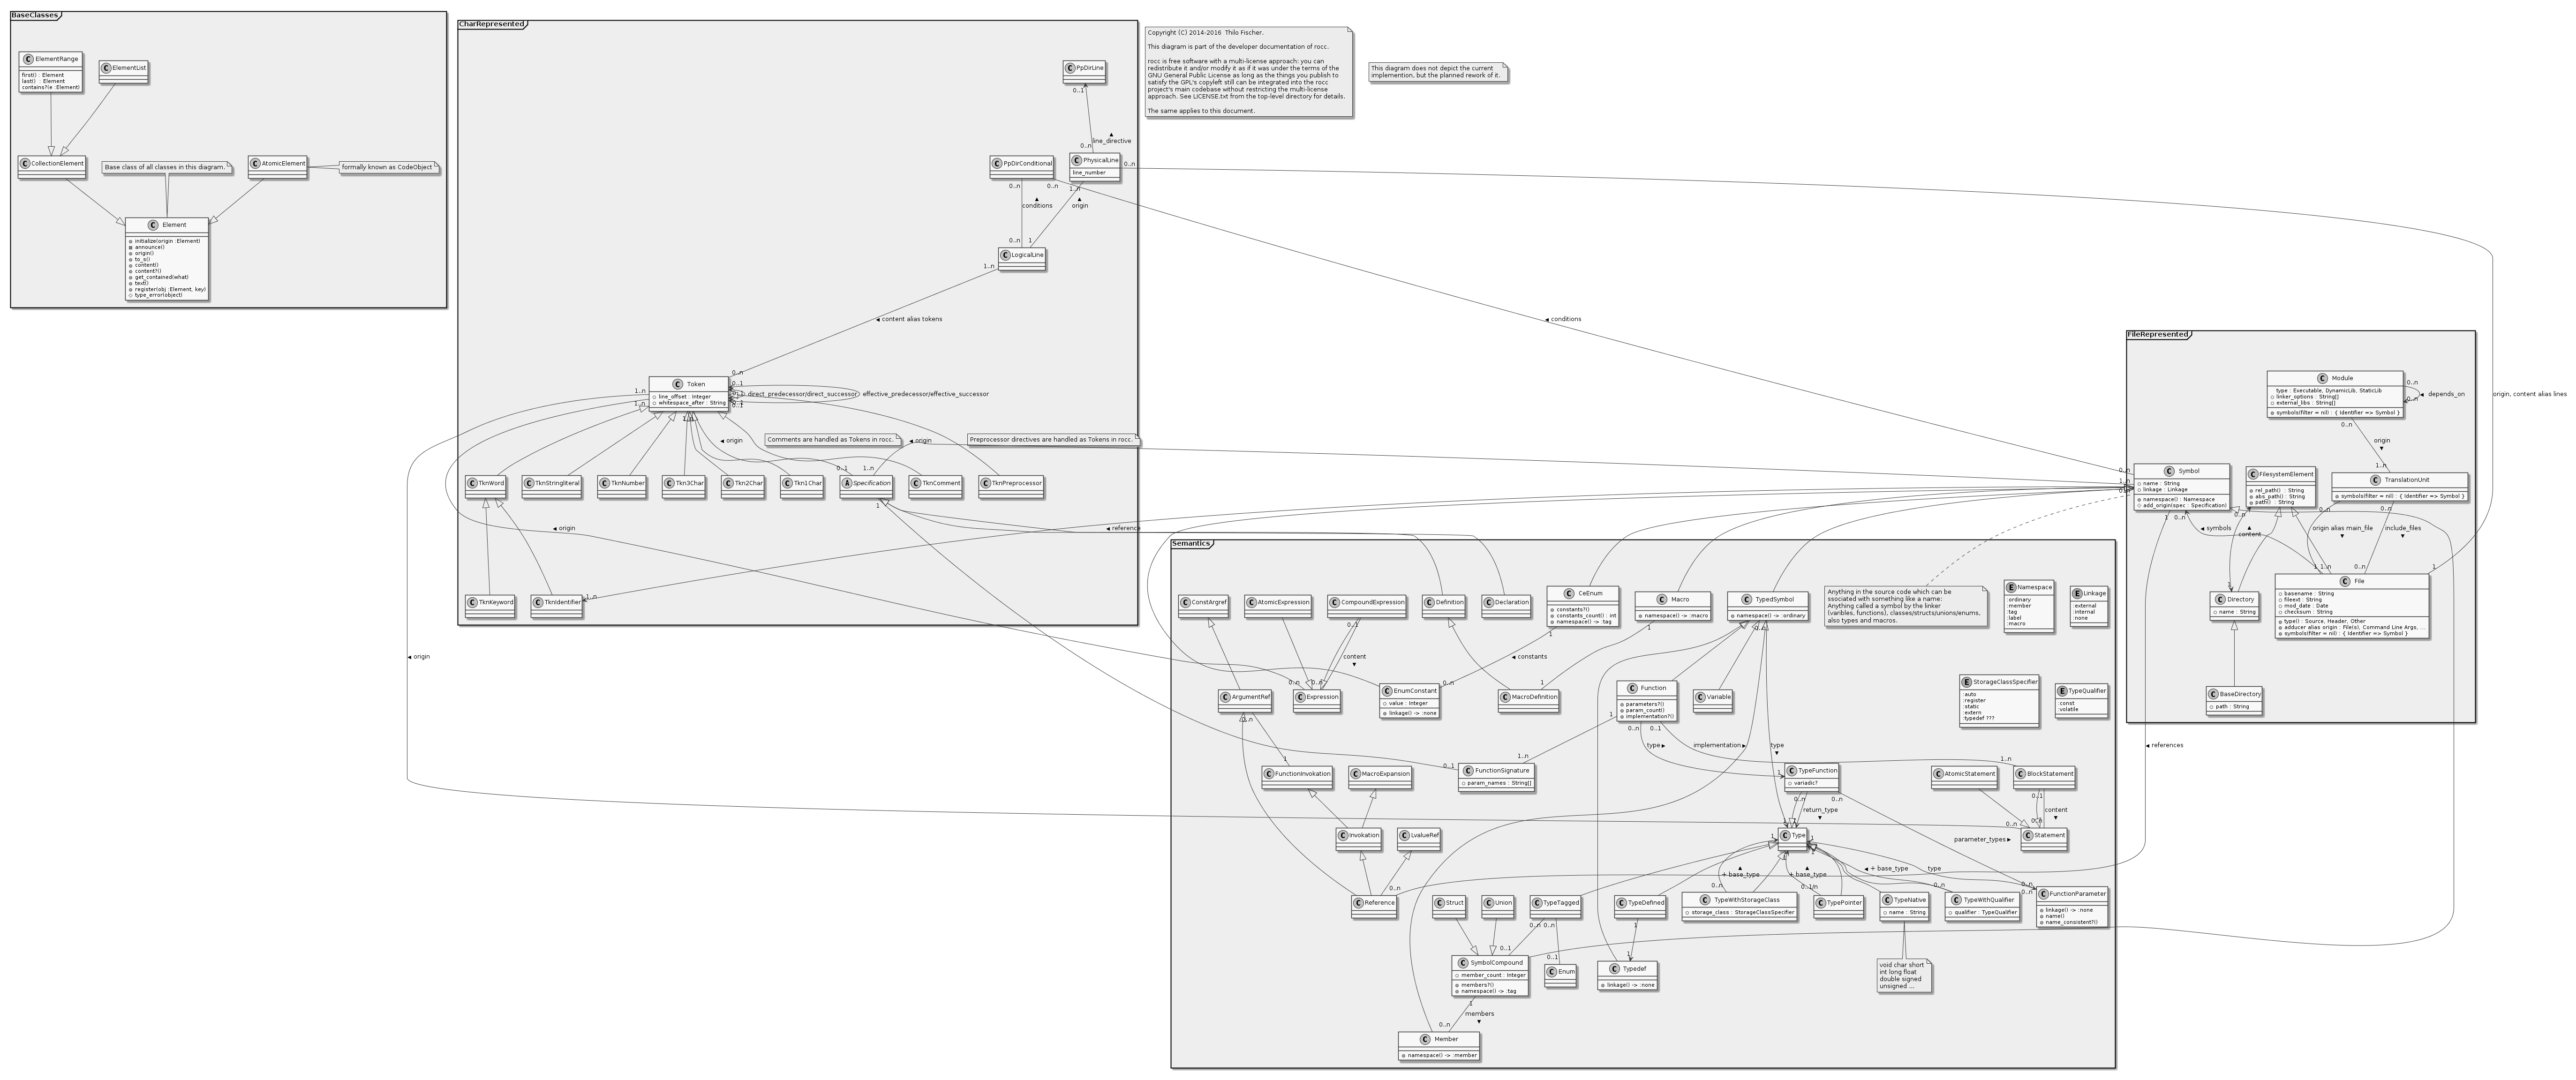 BaseClasses
C ElementRange
first() : Element
last() : Element
contains?(e :Element)
C ElementList
C CollectionElement
Base class of all classes in this diagram.
C AtomicElement
formally known as CodeObject
C Element
initialize(origin :Element)
announce()
origin()
to_s()
content()
content?()
get_contained(what)
text()
register(obj :Element, key)
type_error(object)
CharRepresented
C PpDirLine
0..1
▲
line_directive
0..n
C PpDirConditional
C PhysicalLine
line_number
0..n
0..n
0..n
1..n
▲
conditions
▲
origin
0..n
1
C LogicalLine
1..n
◄ content alias tokens
0..n
C Token
line_offset : Integer
whitespace_after : String
1..n
1..n
0..1
0..1
direct_predecessor/direct_successor
effective_predecessor/effective_successor
1..n
◄ origin
Comments are handled as Tokens in rocc.
◄ origin
Preprocessor directives are handled as Tokens in rocc.
0..1
1..n
C TknWord
C TknStringliteral
C TknNumber
C Tkn3Char
C Tkn2Char
C Tkn1Char
A Specification
C TknComment
C TknPreprocessor
1
◄ origin
◄ reference
C TknKeyword
C TknIdentifier
1..n
◄ origin
Copyright (C) 2014-2016  Thilo Fischer.
This diagram is part of the developer documentation of rocc.
rocc is free software with a multi-license approach: you can
redistribute it and/or modify it as if it was under the terms of the
GNU General Public License as long as the things you publish to
satisfy the GPL's copyleft still can be integrated into the rocc
project's main codebase without restricting the multi-license
approach. See LICENSE.txt from the top-level directory for details.
The same applies to this document.
This diagram does not depict the current
implemention, but the planned rework of it.
◄ conditions
origin, content alias lines
FileRepresented
C Module
type : Executable, DynamicLib, StaticLib
linker_options : String[]
external_libs : String[]
symbols(filter = nil) : { Identifier => Symbol }
0..n
0..n
◄ depends_on
0..n
origin
▼
1..n
C Symbol
name : String
linkage : Linkage
namespace() : Namespace
add_origin(spec : Specification)
0..n
1..n
C FilesystemElement
rel_path() : String
abs_path() : String
path() : String
C TranslationUnit
symbols(filter = nil) : { Identifier => Symbol }
1
0..n
0..n
0..n
0..n
◄ symbols
▲
content
origin alias main_file
▼
include_files
▼
1
1
1..n
0..n
1
C Directory
name : String
C File
basename : String
fileext : String
mod_date : Date
checksum : String
type() : Source, Header, Other
adducer alias origin : File(s), Command Line Args, ...
symbols(filter = nil) : { Identifier => Symbol }
C BaseDirectory
path : String
◄ references
Semantics
C ConstArgref
C AtomicExpression
C CompoundExpression
C Definition
C Declaration
C CeEnum
constants?()
constants_count() : int
namespace() -> :tag
C Macro
namespace() -> :macro
C TypedSymbol
namespace() -> :ordinary
Anything in the source code which can be
ssociated with something like a name:
Anything called a symbol by the linker
(varibles, functions), classes/structs/unions/enums,
also types and macros.
E Namespace
:ordinary
:member
:tag
:label
:macro
E Linkage
:external
:internal
:none
0..1
content
▼
1
◄ constants
1
0..n
0..n
0..n
0..n
1
C ArgumentRef
C Expression
C EnumConstant
value : Integer
linkage() -> :none
C MacroDefinition
C Function
parameters?()
param_count()
implementation?()
C Variable
E StorageClassSpecifier
:auto
:register
:static
:extern
:typedef ???
E TypeQualifier
:const
:volatile
1
0..n
0..1
type ►
implementation ►
type
▼
1
0..1
1..n
1
1..n
C FunctionInvokation
C MacroExpansion
C FunctionSignature
param_names : String[]
C TypeFunction
variadic?
C AtomicStatement
C BlockStatement
0..n
0..n
return_type
▼
0..1
content
▼
0..n
0..n
C Invokation
C LvalueRef
C Type
parameter_types ►
C Statement
1
1
▲
+ base_type
▲
+ base_type
◄ + base_type
type
0..n
0..n
0..1/n
0..n
0..n
0..n
C Reference
C Struct
C Union
C TypeTagged
C TypeDefined
C TypeWithStorageClass
storage_class : StorageClassSpecifier
C TypePointer
C TypeNative
name : String
C TypeWithQualifier
qualifier : TypeQualifier
C FunctionParameter
linkage() -> :none
name()
name_consistent?()
0..n
0..n
1
0..1
0..1
1
C SymbolCompound
member_count : Integer
members?()
namespace() -> :tag
C Enum
C Typedef
linkage() -> :none
void char short
int long float
double signed
unsigned ...
1
members
▼
0..n
C Member
namespace() -> :member